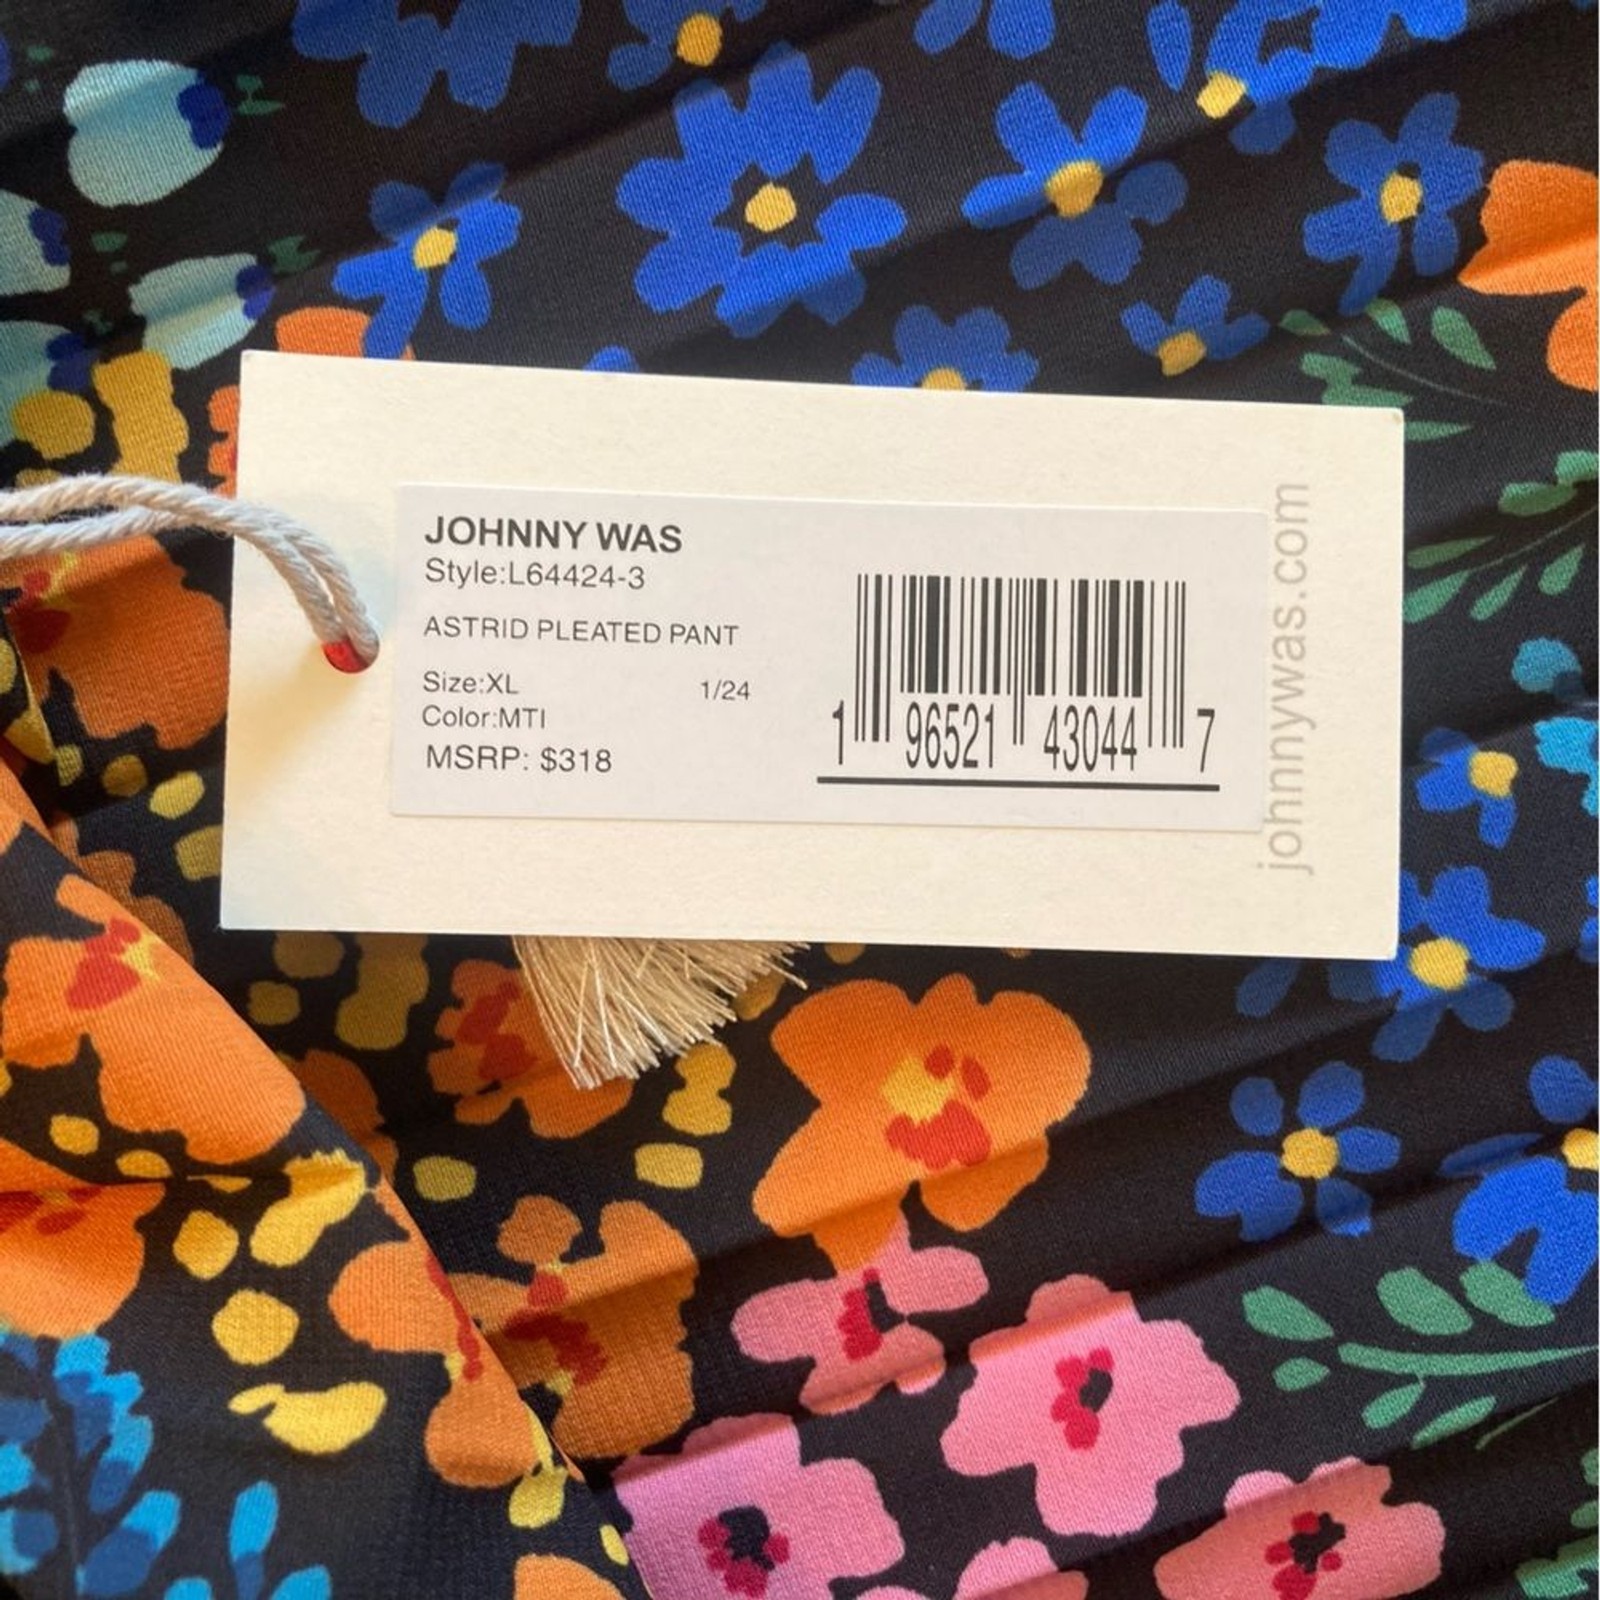 JOHNNY WAS
Style:L64424-3
ASTRID PLEATED PANT
Size:XL 1/24
Color:MTI
MSRP: $318
1 96521 43044 7
johnnywas.com